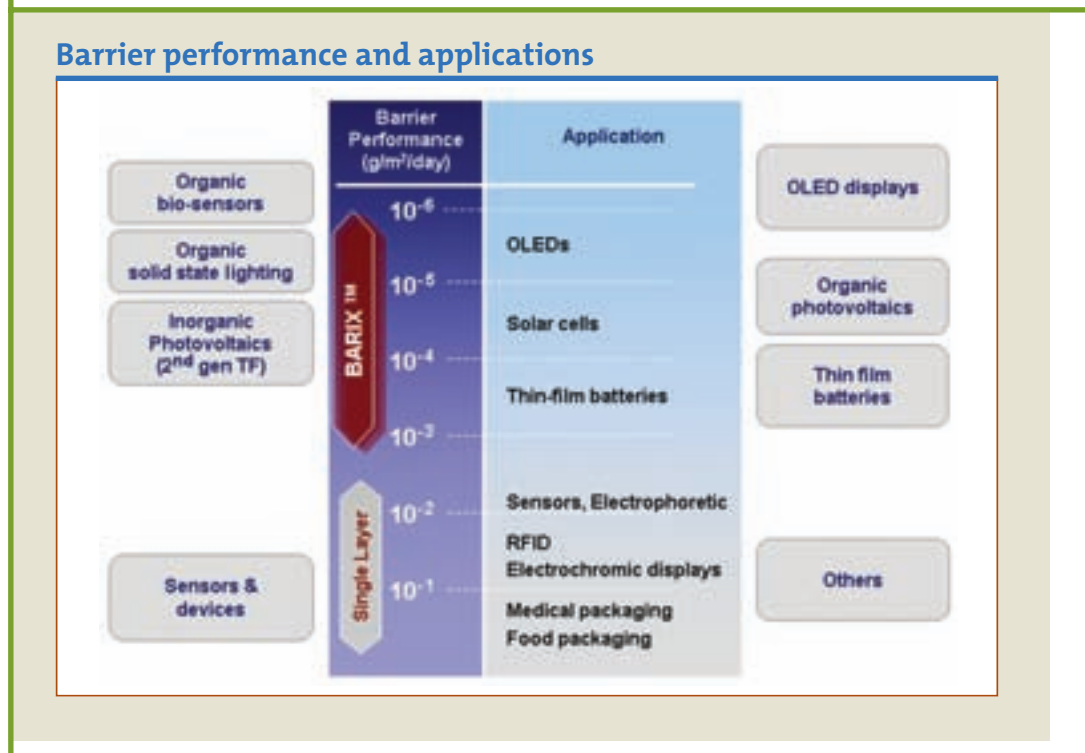 Barrier performance and applications
Barrier
Performance
(g/m²/day)
Application
Organic
bio-sensors
Organic
solid state lighting
Inorganic
Photovoltaics
(2nd gen TF)
Sensors &
devices
BARIX™
Single Layer
10-6
10-5
10-4
10-3
10-2
10-1
OLEDs
Solar cells
Thin-film batteries
Sensors, Electrophoretic
RFID
Electrochromic displays
Medical packaging
Food packaging
OLED displays
Organic
photovoltaics
Thin film
batteries
Others